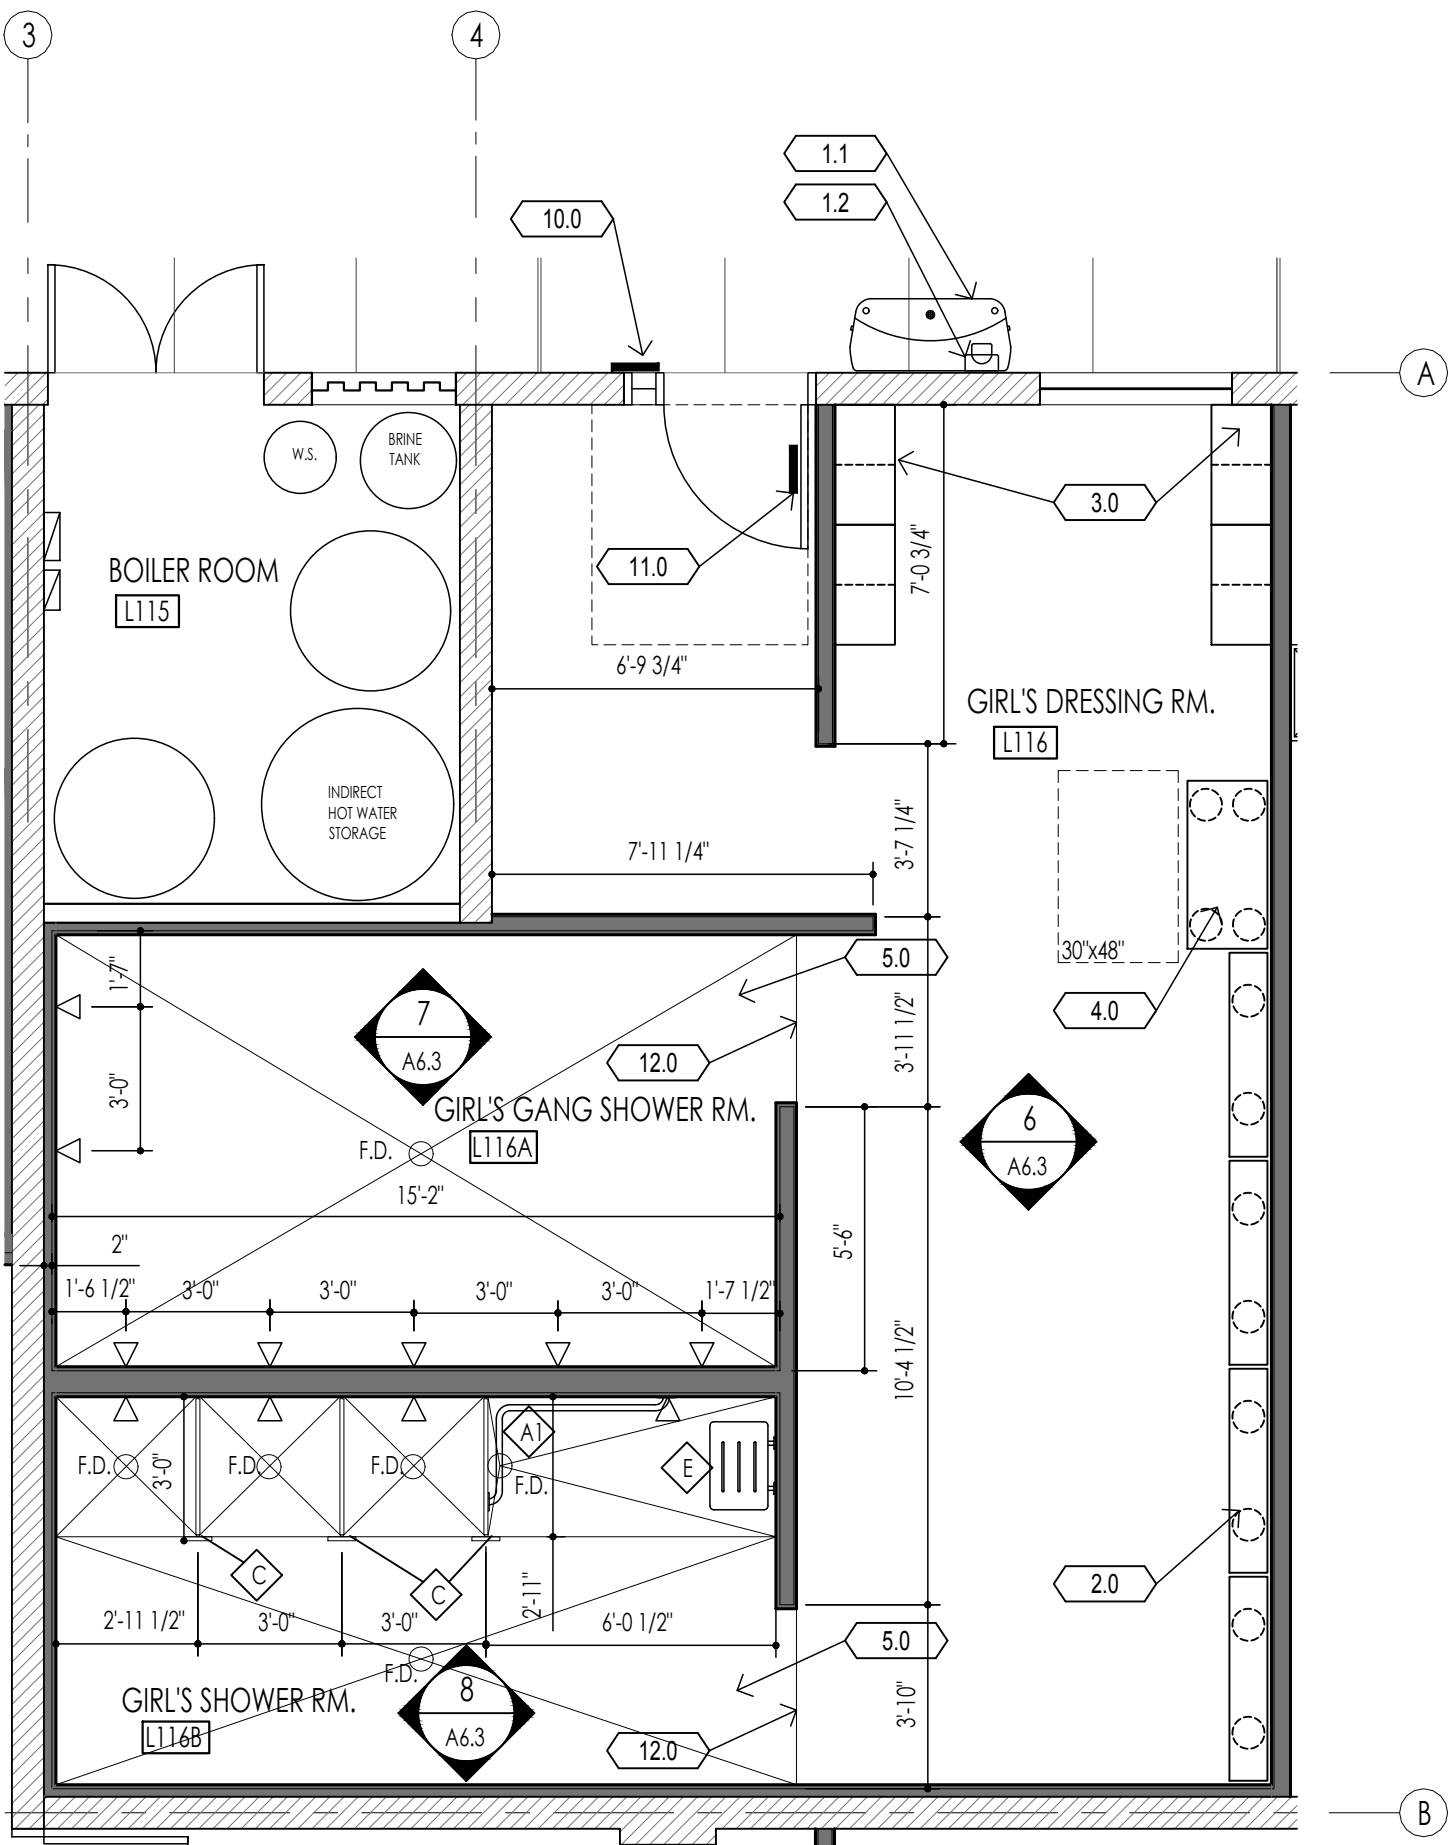 3
4
1.1
1.2
10.0
A
W.S.
BRINE
TANK
3.0
11.0
7'-0 3/4"
BOILER ROOM
L115
6'-9 3/4"
GIRL'S DRESSING RM.
L116
INDIRECT
HOT WATER
STORAGE
7'-11 1/4"
3'-7 1/4"
30"x48"
5.0
1'-7"
7
A6.3
4.0
3'-11 1/2"
12.0
3'-0"
GIRL'S GANG SHOWER RM.
L116A
F.D.
6
A6.3
15'-2"
5'-6"
2"
1'-6 1/2"
3'-0"
3'-0"
3'-0"
3'-0"
1'-7 1/2"
10'-4 1/2"
A1
F.D.
3'-0"
F.D.
F.D.
F.D.
E
C
C
2'-11"
2.0
2'-11 1/2"
3'-0"
3'-0"
6'-0 1/2"
5.0
F.D.
8
A6.3
GIRL'S SHOWER RM.
L116B
3'-10"
12.0
B